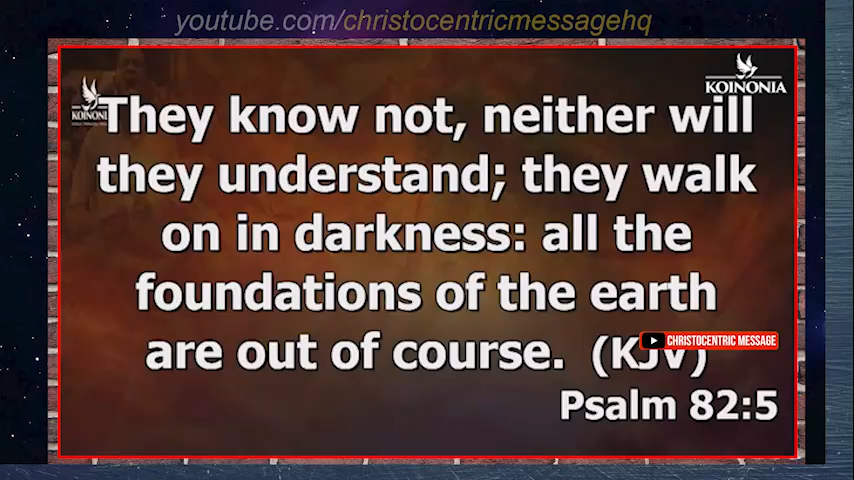 youtube.com/christocentricmessagehq
KOINONIA
KOINONI
They know not, neither will
they understand; they walk
on in darkness: all the
foundations of the earth
are out of course. (KJV)
CHRISTOCENTRIC MESSAGE
Psalm 82:5